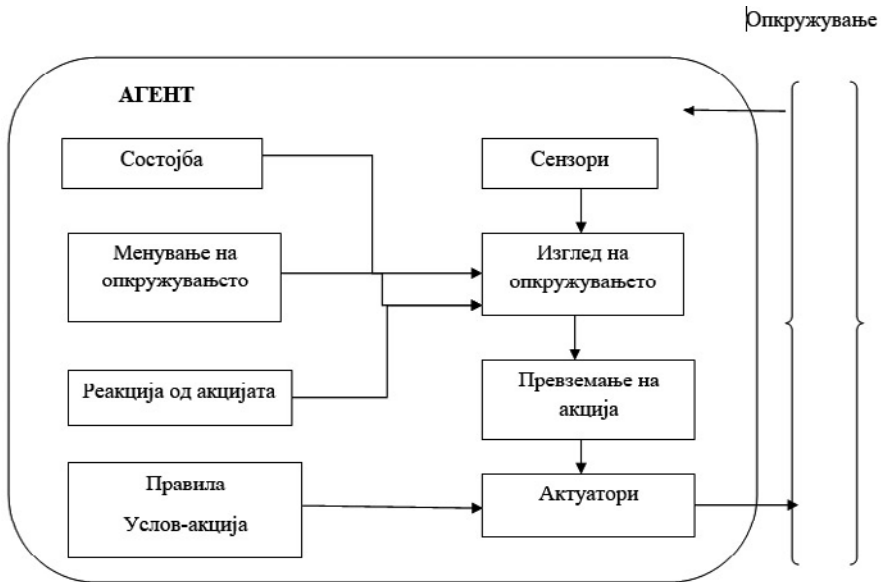 Опкружување
АГЕНТ
Состојба
Сензори
Менување на
опкружувањсто
Изглед на
опкружувањето
Реакција од акцијата
Превземање на
акција
Правила
Услов-акција
Актуатори